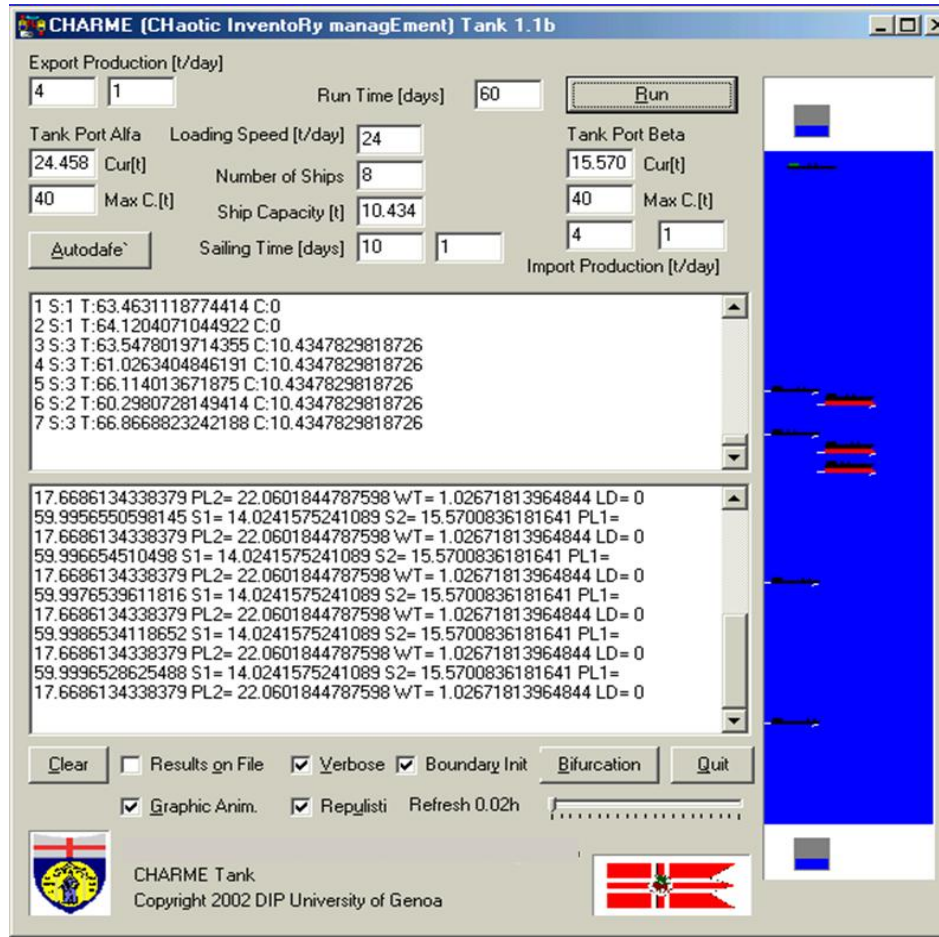 CHARME (CHaotic InventoRy managEment) Tank 1.1b
Export Production [t/day]
4 1 Run Time [days] 60 Run
Tank Port Alfa Loading Speed [t/day] 24 Tank Port Beta
24.458 Cur[t] Number of Ships 8 15.570 Cur[t]
40 Max C.[t] Ship Capacity [t] 10.434 40 Max C.[t]
Autodafe` Sailing Time [days] 10 1 4 1
Import Production [t/day]
1 S:1 T:63.4631118774414 C:0
2 S:1 T:64.1204071044922 C:0
3 S:3 T:63.5478019714355 C:10.4347829818726
4 S:3 T:61.0263404846191 C:10.4347829818726
5 S:3 T:66.114013671875 C:10.4347829818726
6 S:2 T:60.2980728149414 C:10.4347829818726
7 S:3 T:66.8668823242188 C:10.4347829818726
17.6686134338379 PL2= 22.0601844787598 WT= 1.02671813964844 LD= 0
59.9956550598145 S1= 14.0241575241089 S2= 15.5700836181641 PL1=
17.6686134338379 PL2= 22.0601844787598 WT= 1.02671813964844 LD= 0
59.996654510498 S1= 14.0241575241089 S2= 15.5700836181641 PL1=
17.6686134338379 PL2= 22.0601844787598 WT= 1.02671813964844 LD= 0
59.9976539611816 S1= 14.0241575241089 S2= 15.5700836181641 PL1=
17.6686134338379 PL2= 22.0601844787598 WT= 1.02671813964844 LD= 0
59.9986534118652 S1= 14.0241575241089 S2= 15.5700836181641 PL1=
17.6686134338379 PL2= 22.0601844787598 WT= 1.02671813964844 LD= 0
59.9996528625488 S1= 14.0241575241089 S2= 15.5700836181641 PL1=
17.6686134338379 PL2= 22.0601844787598 WT= 1.02671813964844 LD= 0
Clear Results on File Verbose Boundary Init Bifurcation Quit
Graphic Anim. Repulisti Refresh 0.02h
CHARME Tank
Copyright 2002 DIP University of Genoa